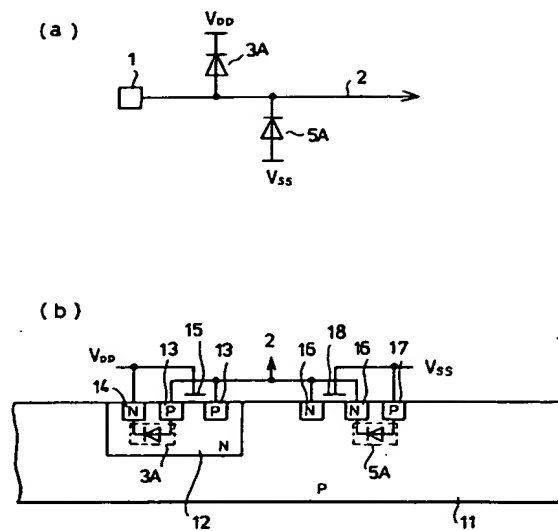 (a)
VDD
3A
1
2
5A
VSS
(b)
15 2 18
VDD 13 13 16 16 17 VSS
14 N P P N N P
3A N 5A
P
12 11